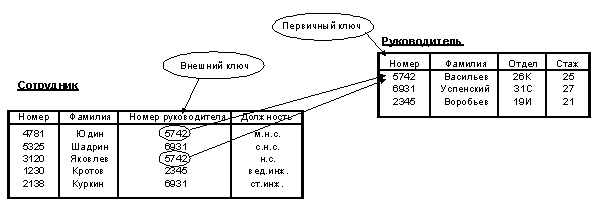 Первичный ключ
Руководитель
Номер Фамилия Отдел Стаж
5742 Васильев 26К 25
6931 Успенский 31С 27
2345 Воробьев 19И 21
Внешний ключ
Сотрудник
Номер Фамилия Номер руководителя Должность
4781 Юдин 5742 м.н.с.
5325 Шадрин 6931 с.н.с.
3120 Яковлев 5742 н.с.
1230 Кротов 2345 вед.инж.
2138 Куркин 6931 ст.инж.